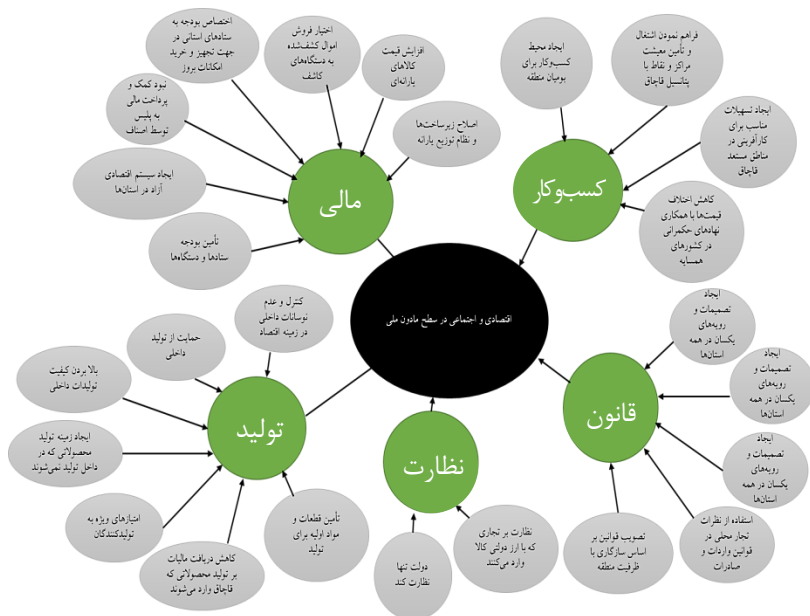 اختصاص بودجه به
ستادهای استانی در
جهت تجهیز و خرید
امکانات بروز
اختیار فروش
اموال کشف‌شده
به دستگاه‌های
کاشف
افزایش قیمت
کالاهای
یارانه‌ای
اصلاح زیرساخت‌ها
و نظام توزیع یارانه
نبود کمک و
پرداخت مالی
به پلیس
توسط اصناف
ایجاد سیستم اقتصادی
آزاد در استان‌ها
تأمین بودجه
ستادها و دستگاه‌ها
مالی
ایجاد محیط
کسب‌وکار برای
بومیان منطقه
فراهم نمودن اشتغال
و تأمین معیشت
مراکز و نقاط با
پتانسیل قاچاق
ایجاد تسهیلات
مناسب برای
کارآفرینی در
مناطق مستعد
قاچاق
کاهش اختلاف
قیمت‌ها با همکاری
نهادهای حکمرانی
در کشورهای
همسایه
کسب‌وکار
اقتصادی و اجتماعی در سطح مادون ملی
کنترل و عدم
نوسانات داخلی
در زمینه اقتصاد
حمایت از تولید
داخلی
بالا بردن کیفیت
تولیدات داخلی
ایجاد زمینه تولید
محصولاتی که در
داخل تولید نمی‌شوند
امتیازهای ویژه به
تولیدکنندگان
کاهش دریافت مالیات
بر تولید محصولاتی که
قاچاق وارد می‌شوند
تأمین قطعات و
مواد اولیه برای
تولید
تولید
نظارت
دولت تنها
نظارت کند
نظارت بر تجاری
که با ارز دولتی کالا
وارد می‌کنند
قانون
ایجاد
تصمیمات و
رویه‌های
یکسان در همه
استان‌ها
ایجاد
تصمیمات و
رویه‌های
یکسان در همه
استان‌ها
ایجاد
تصمیمات و
رویه‌های
یکسان در همه
استان‌ها
استفاده از نظرات
تجار محلی در
قوانین واردات و
صادرات
تصویب قوانین بر
اساس سازگاری با
ظرفیت منطقه